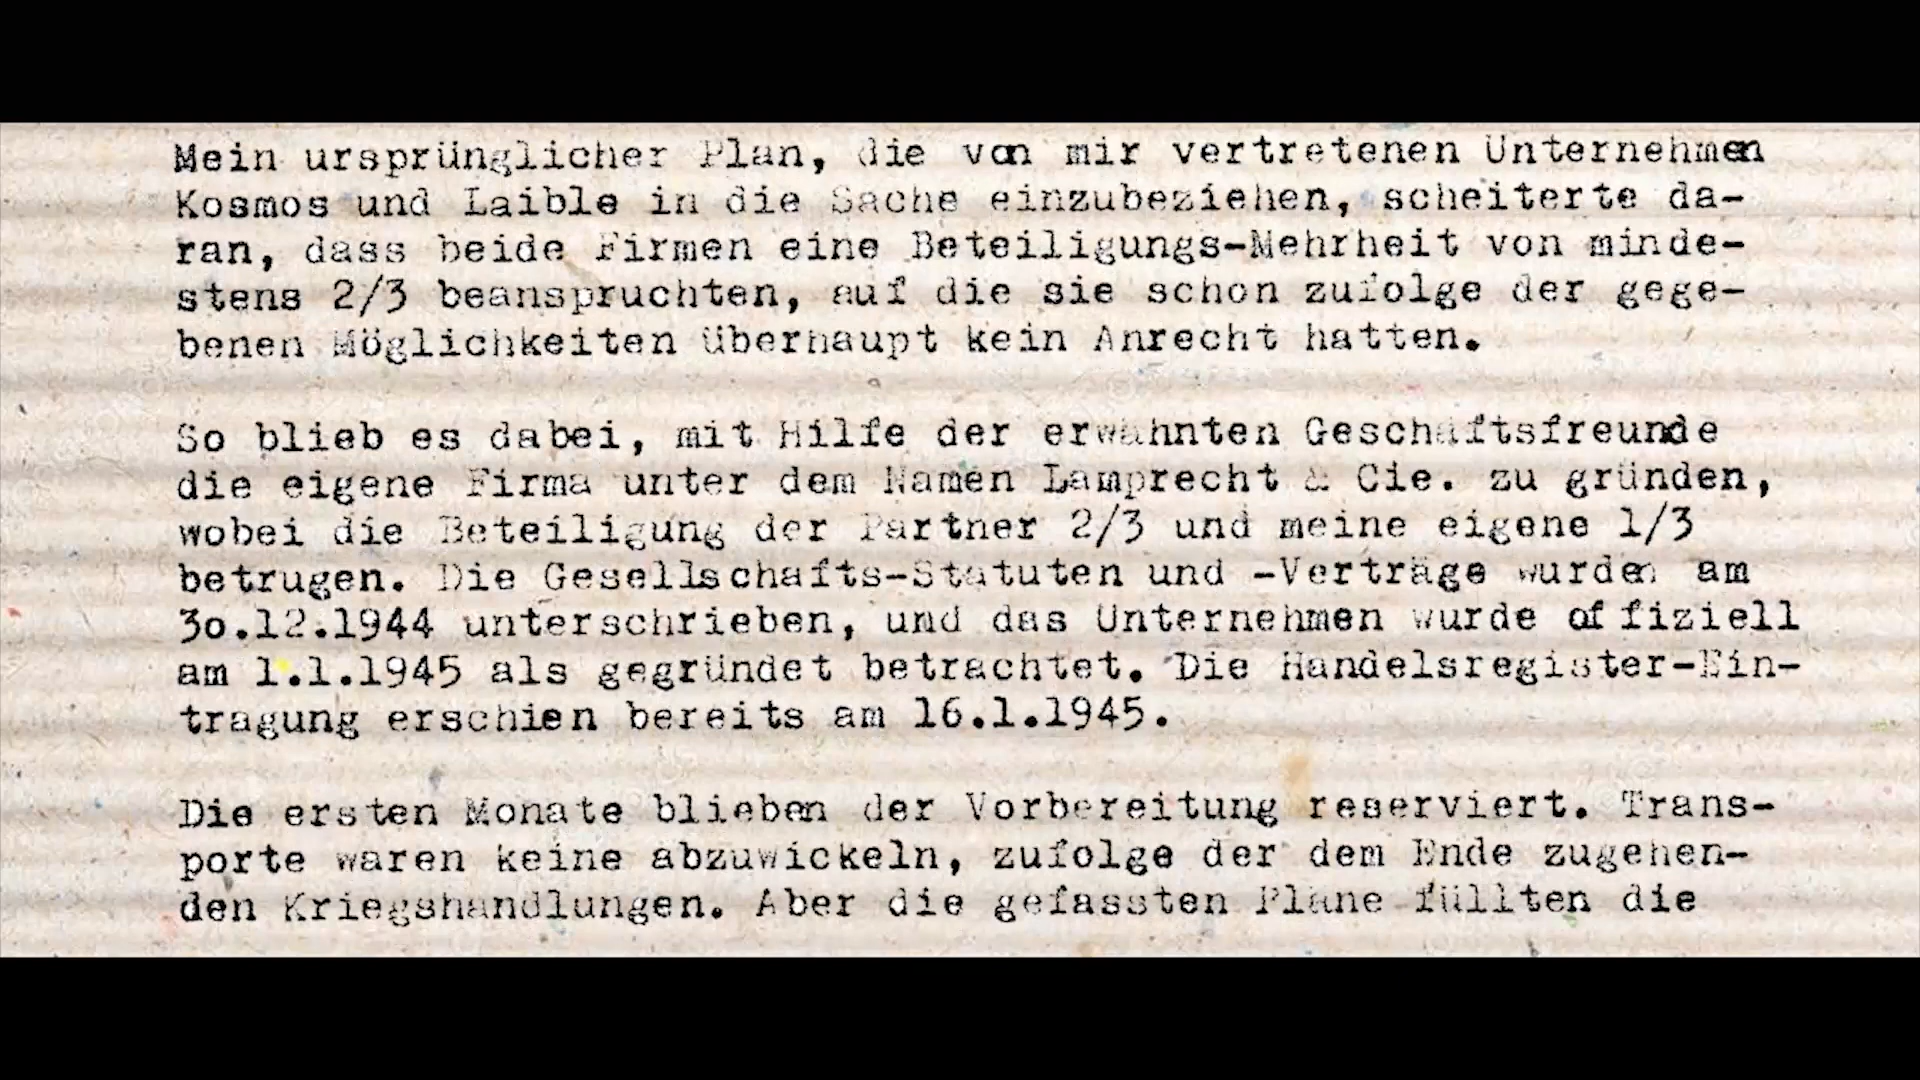 Mein ursprünglicher Plan, die von mir vertretenen Unternehmen
Kosmos und Laible in die Sache einzubeziehen, scheiterte da-
ran, dass beide Firmen eine Beteiligungs-Mehrheit von minde-
stens 2/3 beanspruchten, auf die sie schon zufolge der gege-
benen Möglichkeiten überhaupt kein Anrecht hatten.
So blieb es dabei, mit Hilfe der erwähnten Geschäftsfreunde
die eigene Firma unter dem Namen Lamprecht & Cie. zu gründen,
wobei die Beteiligung der Partner 2/3 und meine eigene 1/3
betrugen. Die Gesellschafts-Statuten und -Verträge wurden am
3o.12.1944 unterschrieben, und das Unternehmen wurde offiziell
am 1.1.1945 als gegründet betrachtet. Die Handelsregister-Ein-
tragung erschien bereits am 16.1.1945.
Die ersten Monate blieben der Vorbereitung reserviert. Trans-
porte waren keine abzuwickeln, zufolge der dem Ende zugehen-
den Kriegshandlungen. Aber die gefassten Pläne füllten die